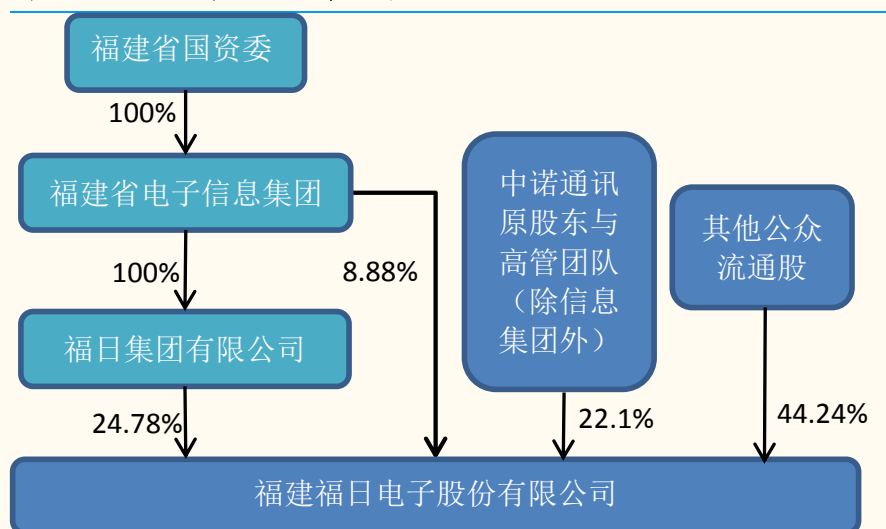 福建省国资委
100%
福建省电子信息集团
100%
8.88%
福日集团有限公司
24.78%
中诺通讯
原股东与
高管团队
（除信息
集团外）
22.1%
其他公众
流通股
44.24%
福建福日电子股份有限公司